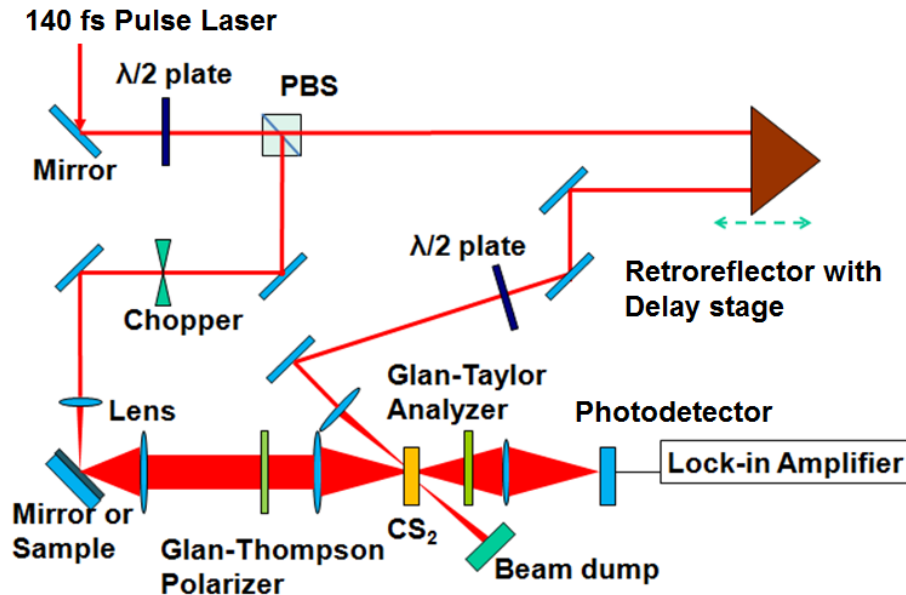 140 fs Pulse Laser
λ/2 plate
PBS
Mirror
λ/2 plate
Retroreflector with
Delay stage
Chopper
Lens
Glan-Taylor
Analyzer
Photodetector
Lock-in Amplifier
Mirror or
Sample
Glan-Thompson
Polarizer
CS₂
Beam dump